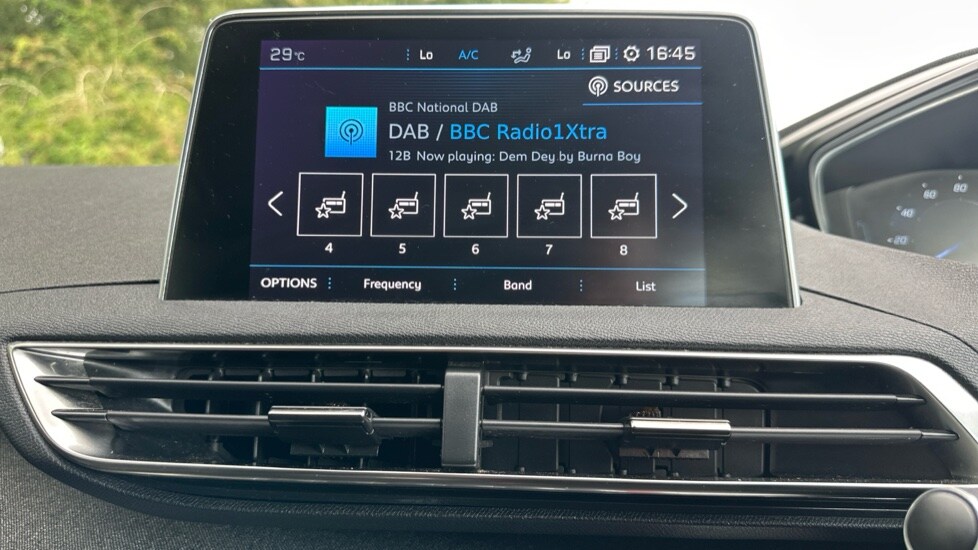 29°C Lo A/C Lo 16:45
SOURCES
BBC National DAB
DAB / BBC Radio1Xtra
12B Now playing: Dem Dey by Burna Boy
4 5 6 7 8
OPTIONS Frequency Band List
20 40 60 80